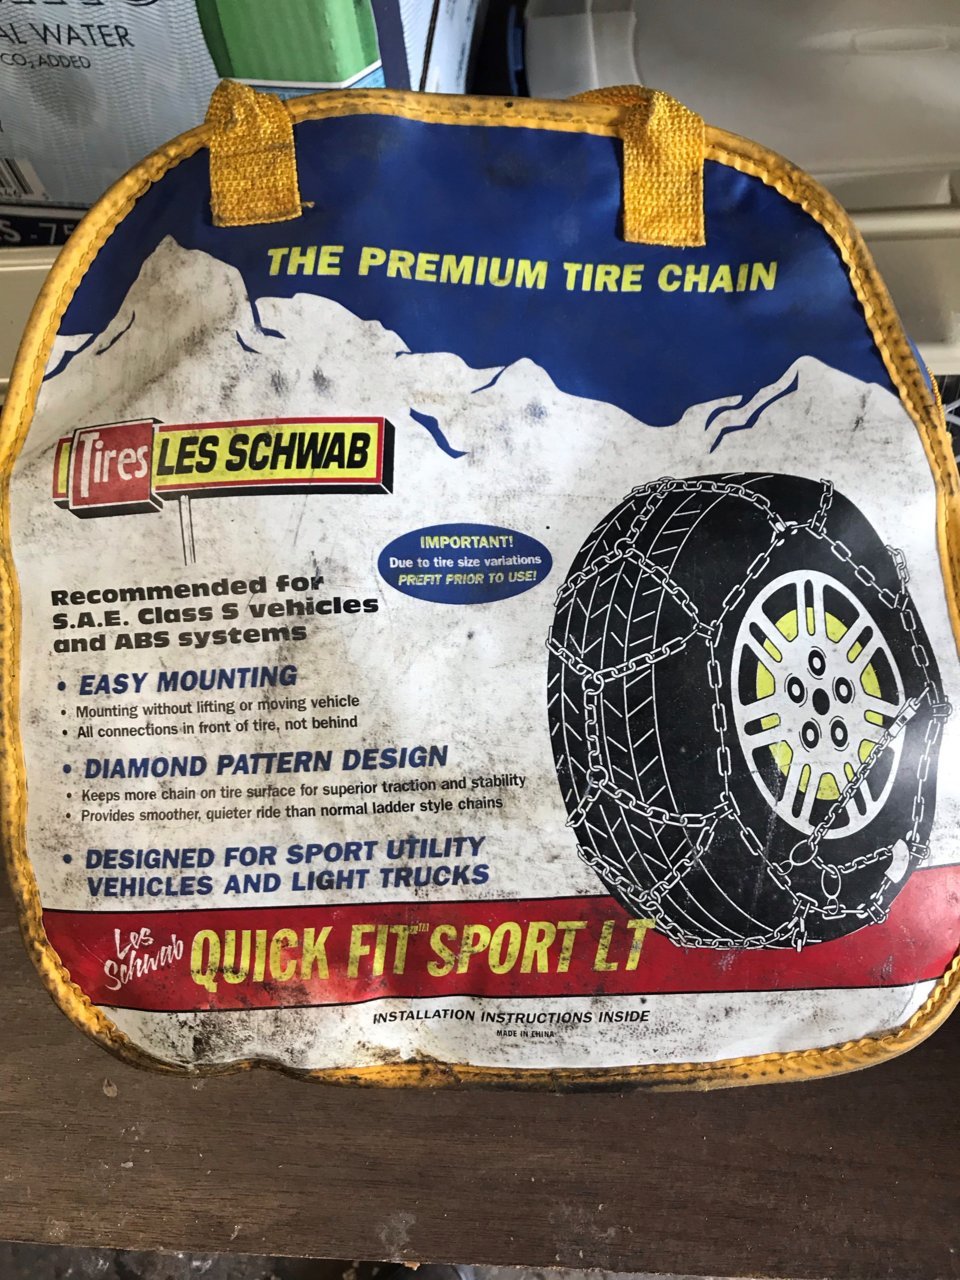 AL WATER
CO₂ ADDED
THE PREMIUM TIRE CHAIN
Tires LES SCHWAB
IMPORTANT!
Due to tire size variations
PREFIT PRIOR TO USE!
Recommended for
S.A.E. Class S vehicles
and ABS systems
• EASY MOUNTING
• Mounting without lifting or moving vehicle
• All connections in front of tire, not behind
• DIAMOND PATTERN DESIGN
• Keeps more chain on tire surface for superior traction and stability
• Provides smoother, quieter ride than normal ladder style chains
• DESIGNED FOR SPORT UTILITY
VEHICLES AND LIGHT TRUCKS
Les
Schwab
QUICK FIT™ SPORT LT
INSTALLATION INSTRUCTIONS INSIDE
MADE IN CHINA